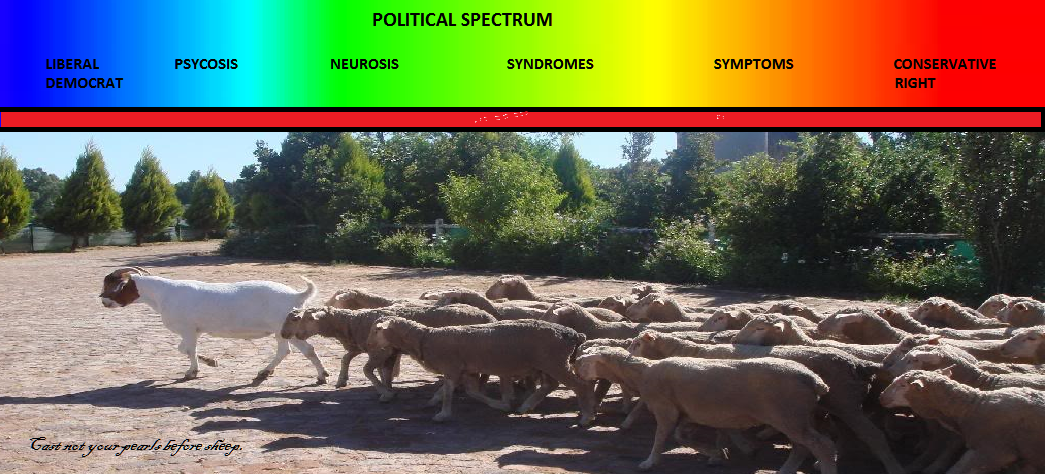 POLITICAL SPECTRUM
LIBERAL PSYCOSIS NEUROSIS SYNDROMES SYMPTOMS CONSERVATIVE
DEMOCRAT RIGHT
Cast not your pearls before sheep.